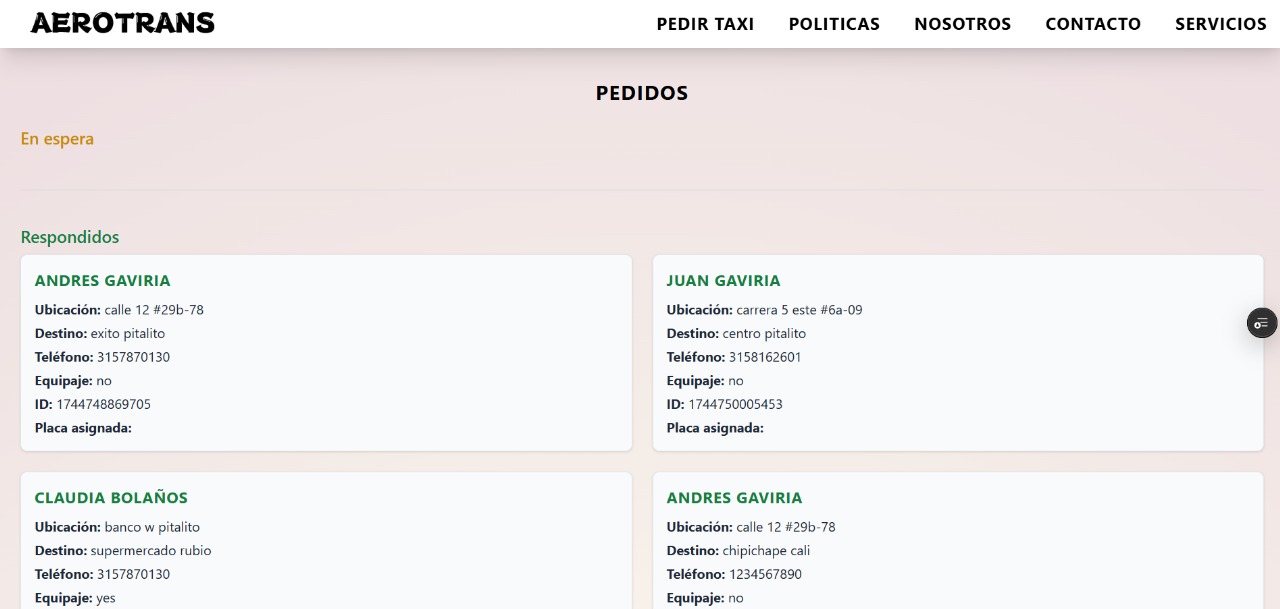 AEROTRANS
PEDIR TAXI POLITICAS NOSOTROS CONTACTO SERVICIOS
PEDIDOS
En espera
Respondidos
ANDRES GAVIRIA
Ubicación: calle 12 #29b-78
Destino: exito pitalito
Teléfono: 3157870130
Equipaje: no
ID: 1744748869705
Placa asignada:
JUAN GAVIRIA
Ubicación: carrera 5 este #6a-09
Destino: centro pitalito
Teléfono: 3158162601
Equipaje: no
ID: 1744750005453
Placa asignada:
CLAUDIA BOLAÑOS
Ubicación: banco w pitalito
Destino: supermercado rubio
Teléfono: 3157870130
Equipaje: yes
ANDRES GAVIRIA
Ubicación: calle 12 #29b-78
Destino: chipichape cali
Teléfono: 1234567890
Equipaje: no